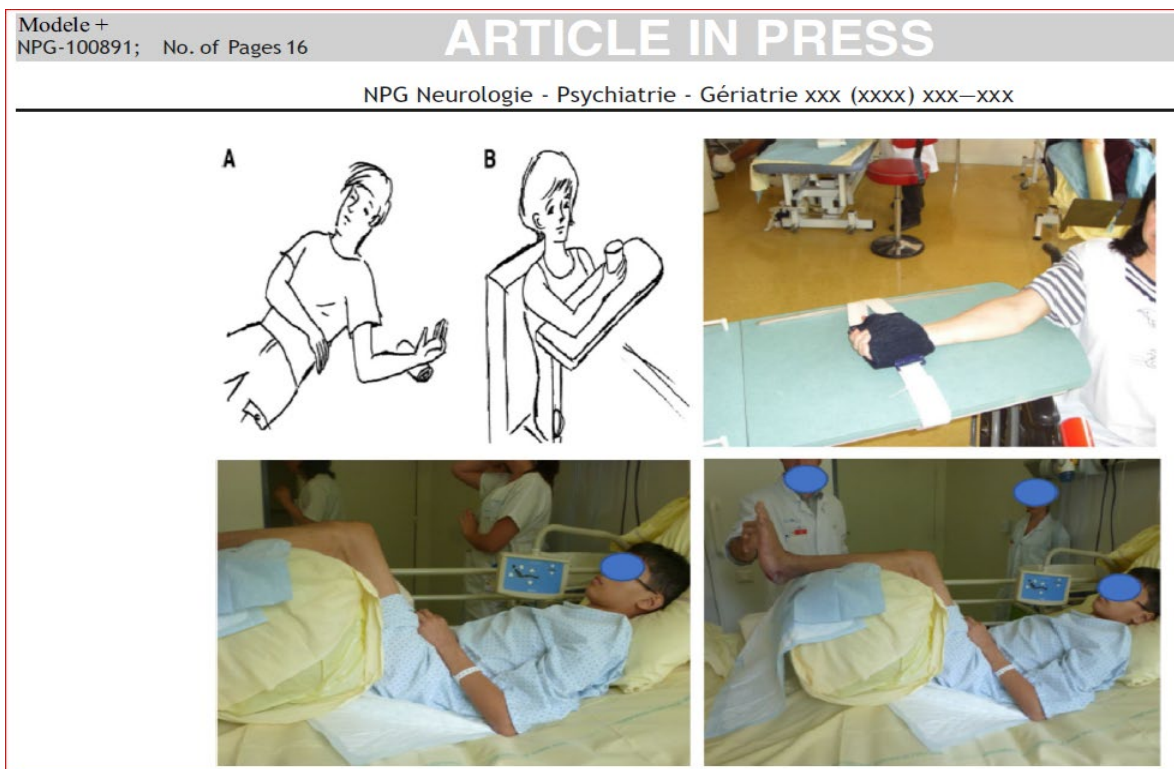 Modele +
NPG-100891; No. of Pages 16
ARTICLE IN PRESS
NPG Neurologie - Psychiatrie - Gériatrie xxx (xxxx) xxx—xxx
A
B